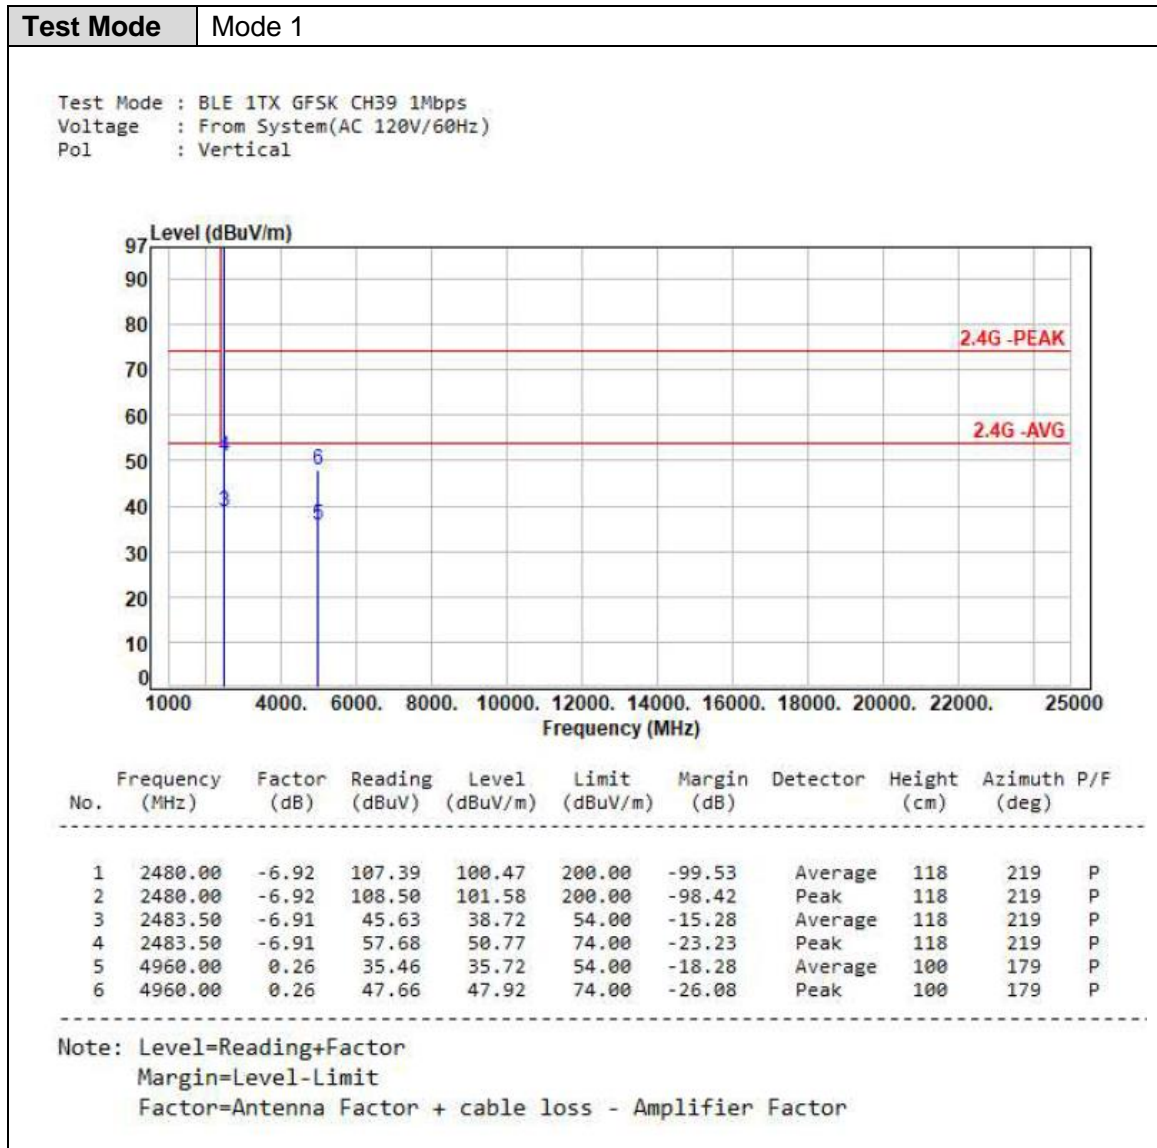 Test Mode Mode 1
Test Mode : BLE 1TX GFSK CH39 1Mbps
Voltage : From System(AC 120V/60Hz)
Pol : Vertical
Level (dBuV/m)
97
90
80
2.4G -PEAK
70
60
2.4G -AVG
50
4
6
3
5
40
30
20
10
0
1000 4000. 6000. 8000. 10000. 12000. 14000. 16000. 18000. 20000. 22000. 25000
Frequency (MHz)
Frequency Factor Reading Level Limit Margin Detector Height Azimuth P/F
No. (MHz) (dB) (dBuV) (dBuV/m) (dBuV/m) (dB) (cm) (deg)
1 2480.00 -6.92 107.39 100.47 200.00 -99.53 Average 118 219 P
2 2480.00 -6.92 108.50 101.58 200.00 -98.42 Peak 118 219 P
3 2483.50 -6.91 45.63 38.72 54.00 -15.28 Average 118 219 P
4 2483.50 -6.91 57.68 50.77 74.00 -23.23 Peak 118 219 P
5 4960.00 0.26 35.46 35.72 54.00 -18.28 Average 100 179 P
6 4960.00 0.26 47.66 47.92 74.00 -26.08 Peak 100 179 P
Note: Level=Reading+Factor
Margin=Level-Limit
Factor=Antenna Factor + cable loss - Amplifier Factor